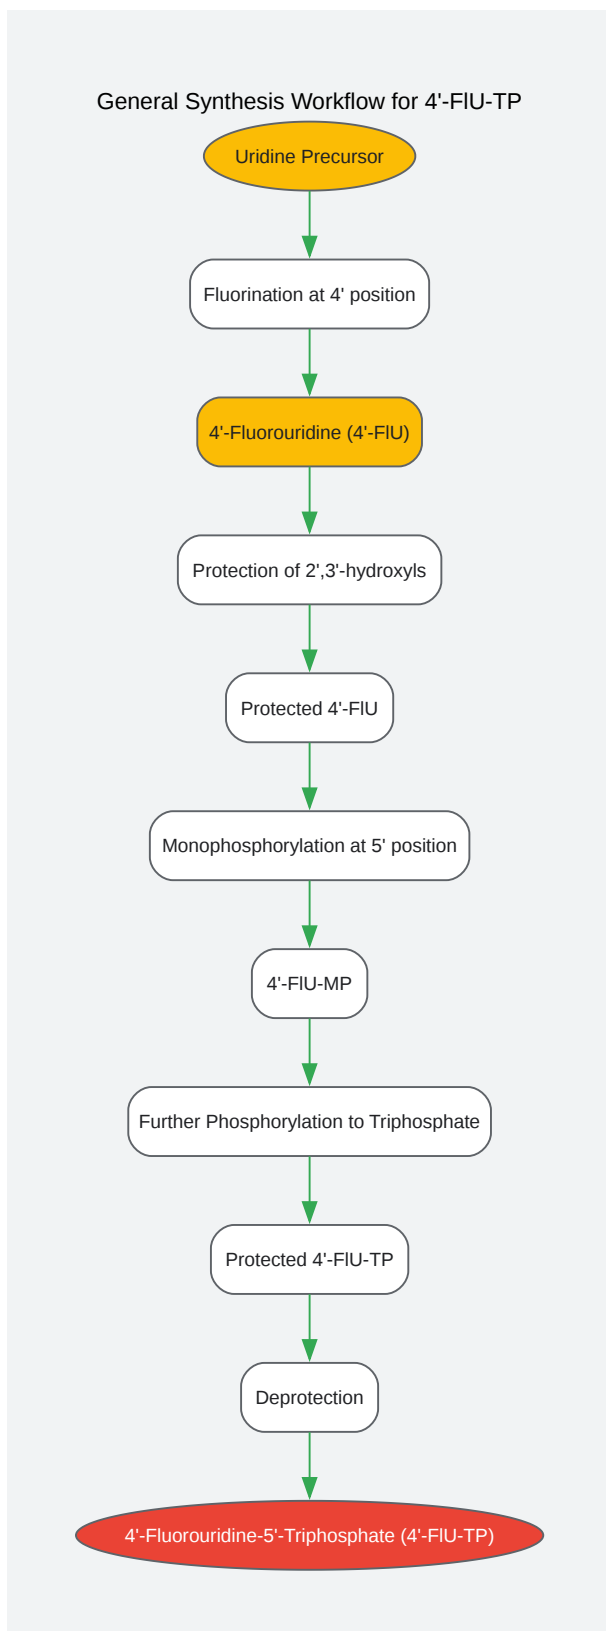 General Synthesis Workflow for 4'-FlU-TP
Uridine Precursor
Fluorination at 4' position
4'-Fluorouridine (4'-FlU)
Protection of 2',3'-hydroxyls
Protected 4'-FlU
Monophosphorylation at 5' position
4'-FlU-MP
Further Phosphorylation to Triphosphate
Protected 4'-FlU-TP
Deprotection
4'-Fluorouridine-5'-Triphosphate (4'-FlU-TP)